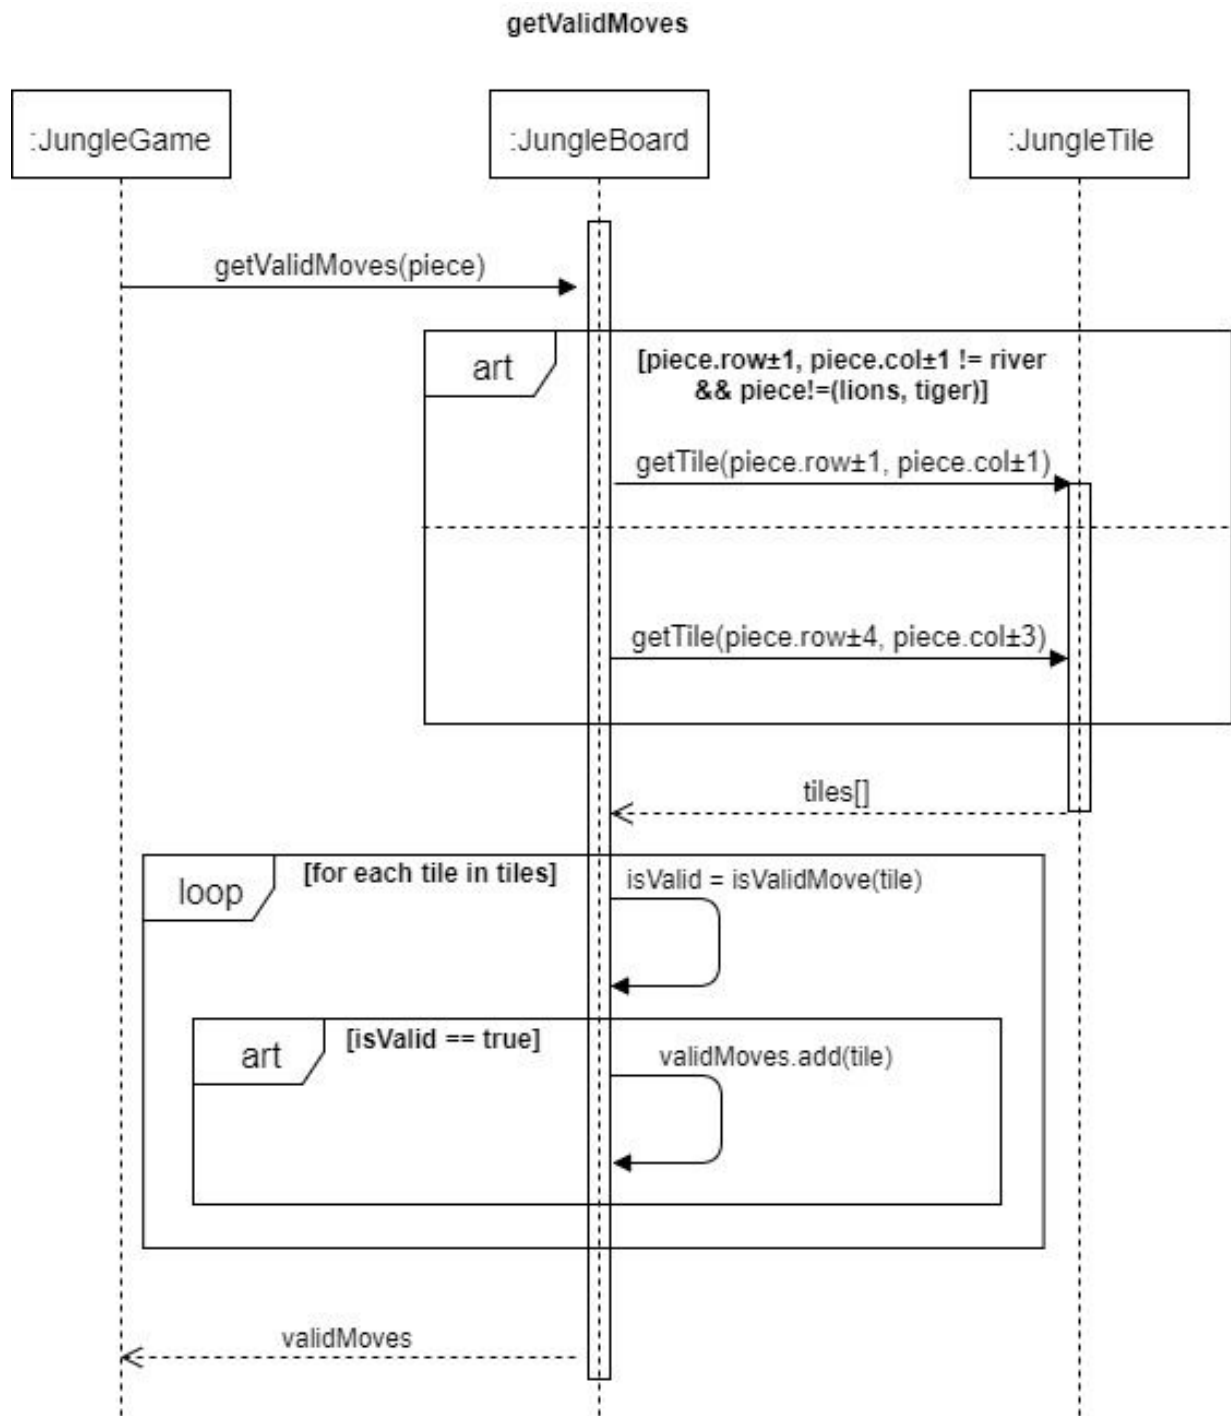 getValidMoves
:JungleGame
:JungleBoard
:JungleTile
getValidMoves(piece)
art
[piece.row±1, piece.col±1 != river
&& piece!=(lions, tiger)]
getTile(piece.row±1, piece.col±1)
getTile(piece.row±4, piece.col±3)
tiles[]
loop
[for each tile in tiles]
isValid = isValidMove(tile)
art
[isValid == true]
validMoves.add(tile)
validMoves